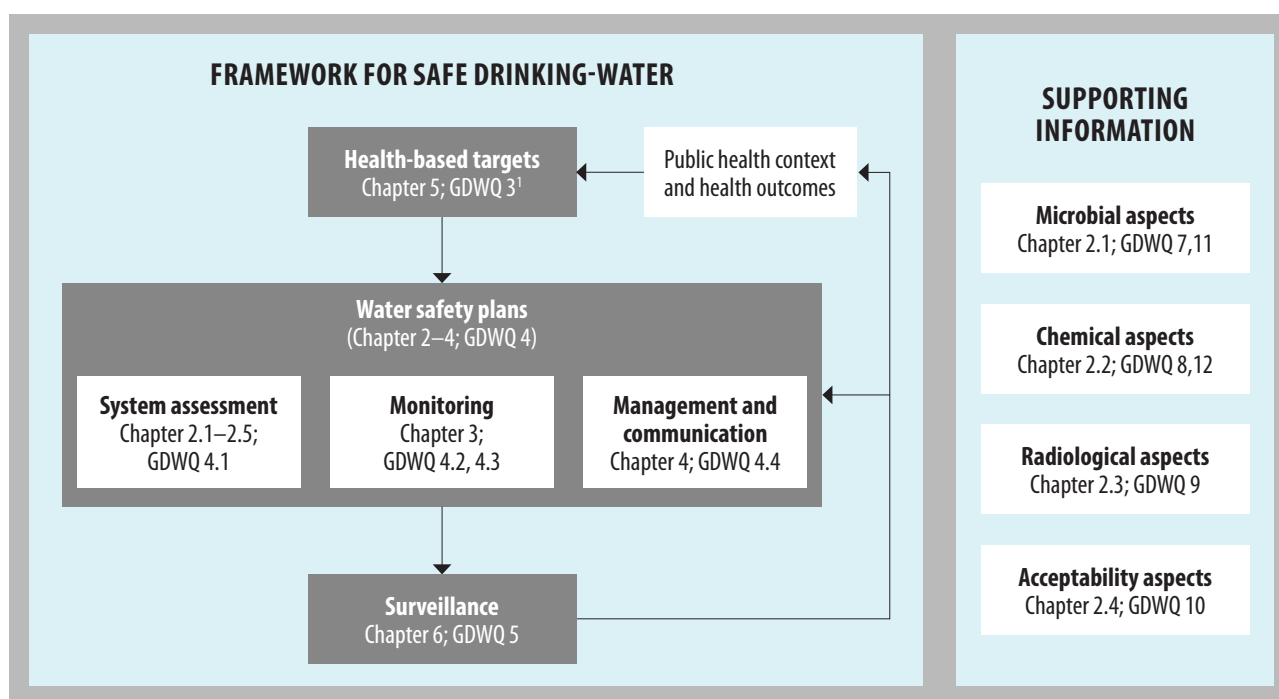 FRAMEWORK FOR SAFE DRINKING-WATER
Health-based targets
Chapter 5; GDWQ 3¹
Public health context
and health outcomes
Water safety plans
(Chapter 2–4; GDWQ 4)
System assessment
Chapter 2.1–2.5;
GDWQ 4.1
Monitoring
Chapter 3;
GDWQ 4.2, 4.3
Management and
communication
Chapter 4; GDWQ 4.4
Surveillance
Chapter 6; GDWQ 5
SUPPORTING
INFORMATION
Microbial aspects
Chapter 2.1; GDWQ 7,11
Chemical aspects
Chapter 2.2; GDWQ 8,12
Radiological aspects
Chapter 2.3; GDWQ 9
Acceptability aspects
Chapter 2.4; GDWQ 10